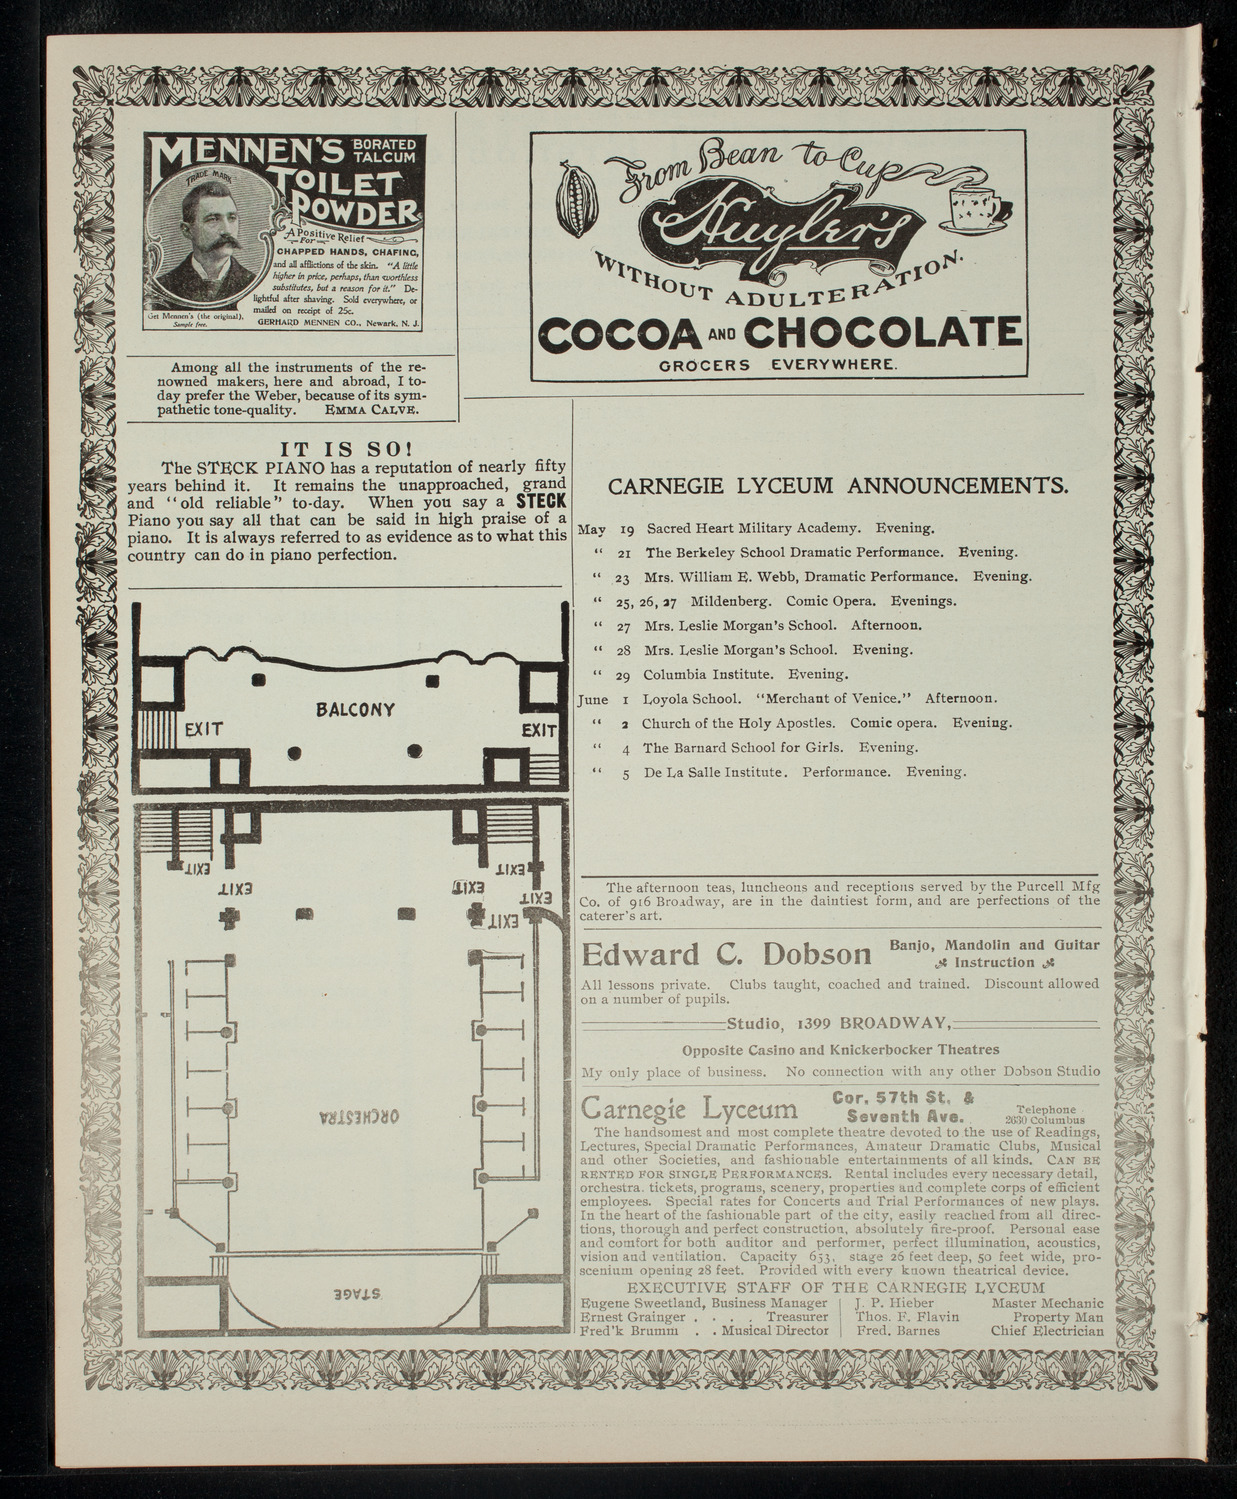 MENNEN'S BORATED TALCUM
TOILET
POWDER
TRADE MARK
A Positive Relief
For
CHAPPED HANDS, CHAFING,
and all afflictions of the skin. "A little
higher in price, perhaps, than worthless
substitutes, but a reason for it." De-
lightful after shaving. Sold everywhere, or
mailed on receipt of 25c.
Get Mennen's (the original).
Sample free.
GERHARD MENNEN CO., Newark, N. J.
From Bean to Cup
Huyler's
WITHOUT ADULTERATION.
COCOA AND CHOCOLATE
GROCERS EVERYWHERE.
Among all the instruments of the re-
nowned makers, here and abroad, I to-
day prefer the Weber, because of its sym-
pathetic tone-quality. EMMA CALVE.
IT IS SO!
The STECK PIANO has a reputation of nearly fifty
years behind it. It remains the unapproached, grand
and "old reliable" to-day. When you say a STECK
Piano you say all that can be said in high praise of a
piano. It is always referred to as evidence as to what this
country can do in piano perfection.
BALCONY
EXIT
EXIT
EXIT
EXIT
EXIT
EXIT
EXIT
EXIT
ORCHESTRA
STAGE
CARNEGIE LYCEUM ANNOUNCEMENTS.
May 19 Sacred Heart Military Academy. Evening.
" 21 The Berkeley School Dramatic Performance. Evening.
" 23 Mrs. William E. Webb, Dramatic Performance. Evening.
" 25, 26, 27 Mildenberg. Comic Opera. Evenings.
" 27 Mrs. Leslie Morgan's School. Afternoon.
" 28 Mrs. Leslie Morgan's School. Evening.
" 29 Columbia Institute. Evening.
June 1 Loyola School. "Merchant of Venice." Afternoon.
" 2 Church of the Holy Apostles. Comic opera. Evening.
" 4 The Barnard School for Girls. Evening.
" 5 De La Salle Institute. Performance. Evening.
The afternoon teas, luncheons and receptions served by the Purcell Mfg
Co. of 916 Broadway, are in the daintiest form, and are perfections of the
caterer's art.
Edward C. Dobson Banjo, Mandolin and Guitar
Instruction
All lessons private. Clubs taught, coached and trained. Discount allowed
on a number of pupils.
Studio, 1399 BROADWAY,
Opposite Casino and Knickerbocker Theatres
My only place of business. No connection with any other Dobson Studio
Carnegie Lyceum Cor. 57th St. &
Seventh Ave.
Telephone
2630 Columbus
The handsomest and most complete theatre devoted to the use of Readings,
Lectures, Special Dramatic Performances, Amateur Dramatic Clubs, Musical
and other Societies, and fashionable entertainments of all kinds. CAN BE
RENTED FOR SINGLE PERFORMANCES. Rental includes every necessary detail,
orchestra. tickets, programs, scenery, properties and complete corps of efficient
employees. Special rates for Concerts and Trial Performances of new plays.
In the heart of the fashionable part of the city, easily reached from all direc-
tions, thorough and perfect construction, absolutely fire-proof. Personal ease
and comfort for both auditor and performer, perfect illumination, acoustics,
vision and ventilation. Capacity 653, stage 26 feet deep, 50 feet wide, pro-
scenium opening 28 feet. Provided with every known theatrical device.
EXECUTIVE STAFF OF THE CARNEGIE LYCEUM
Eugene Sweetland, Business Manager J. P. Hieber Master Mechanic
Ernest Grainger . . . . Treasurer Thos. F. Flavin Property Man
Fred'k Brumm . . Musical Director Fred. Barnes Chief Electrician